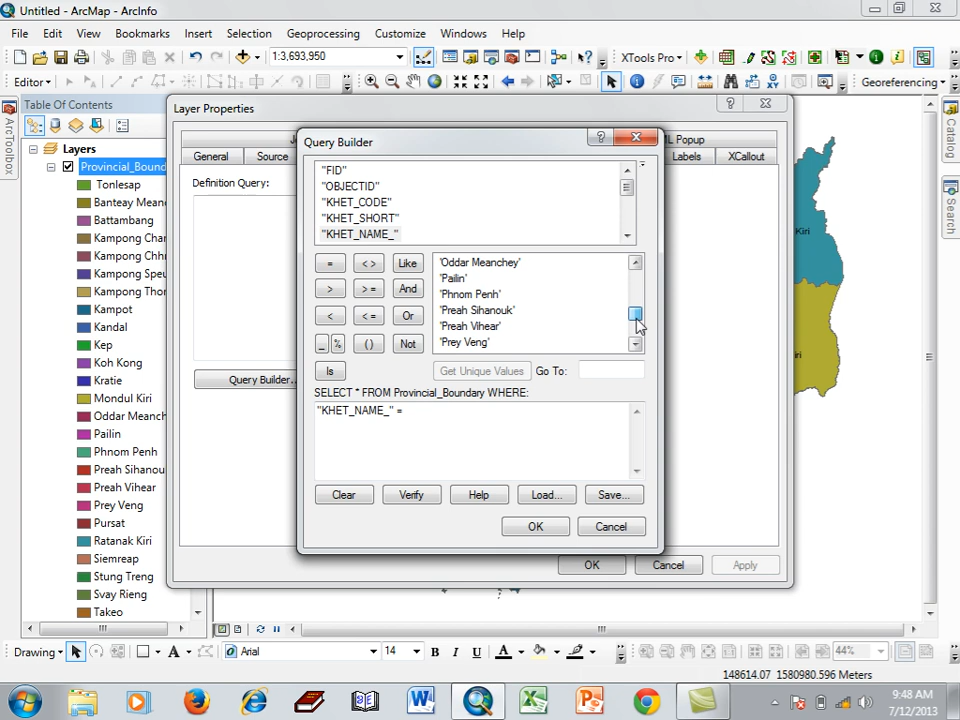 Untitled - ArcMap - ArcInfo
File Edit View Bookmarks Insert Selection Geoprocessing Customize Windows Help
1:3,693,950
XTools Pro
Editor
Georeferencing
Table Of Contents
ArcToolbox
Layers
Provincial_Bound
Tonlesap
Banteay Mean
Battambang
Kampong Char
Kampong Chh
Kampong Speu
Kampong Thor
Kampot
Kandal
Kep
Koh Kong
Kratie
Mondul Kiri
Oddar Meanch
Pailin
Phnom Penh
Preah Sihanou
Preah Vihear
Prey Veng
Pursat
Ratanak Kiri
Siemreap
Stung Treng
Svay Rieng
Takeo
Layer Properties
General Source
Labels XCallout
ML Popup
Definition Query:
Query Builder..
OK Cancel Apply
Query Builder
"FID"
"OBJECTID"
"KHET_CODE"
"KHET_SHORT"
"KHET_NAME_"
= < > Like
> > = And
< < = Or
_ % () Not
Is
'Oddar Meanchey'
'Pailin'
'Phnom Penh'
'Preah Sihanouk'
'Preah Vihear'
'Prey Veng'
Get Unique Values Go To:
SELECT * FROM Provincial_Boundary WHERE:
"KHET_NAME_" =
Clear Verify Help Load... Save...
OK Cancel
Kiri
iri
Catalog
Search
Drawing
Arial
14
B I U A
44%
148614.07 1580980.596 Meters
9:48 AM
7/12/2013